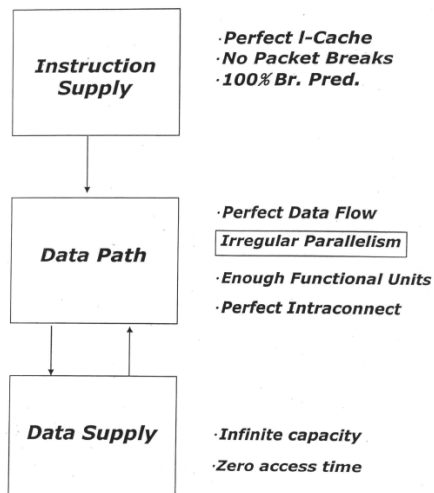 Instruction
Supply
·Perfect I-Cache
·No Packet Breaks
·100% Br. Pred.
Data Path
·Perfect Data Flow
Irregular Parallelism
·Enough Functional Units
·Perfect Intraconnect
Data Supply
·Infinite capacity
·Zero access time